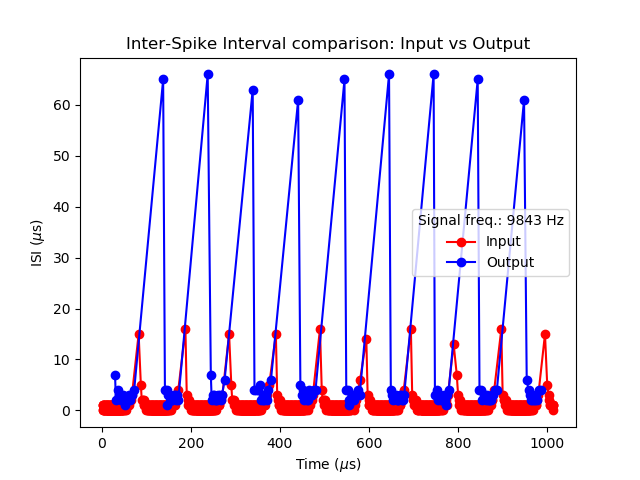 Inter-Spike Interval comparison: Input vs Output
ISI (μs)
60
50
40
30
20
10
0
Signal freq.: 9843 Hz
Input
Output
0 200 400 600 800 1000
Time (μs)